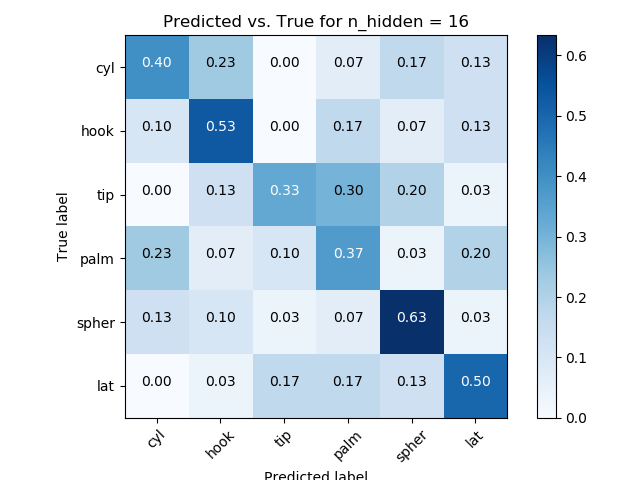 Predicted vs. True for n_hidden = 16
cyl 0.40 0.23 0.00 0.07 0.17 0.13
hook 0.10 0.53 0.00 0.17 0.07 0.13
tip 0.00 0.13 0.33 0.30 0.20 0.03
palm 0.23 0.07 0.10 0.37 0.03 0.20
spher 0.13 0.10 0.03 0.07 0.63 0.03
lat 0.00 0.03 0.17 0.17 0.13 0.50
cyl hook tip palm spher lat
True label
Predicted label
0.6
0.5
0.4
0.3
0.2
0.1
0.0